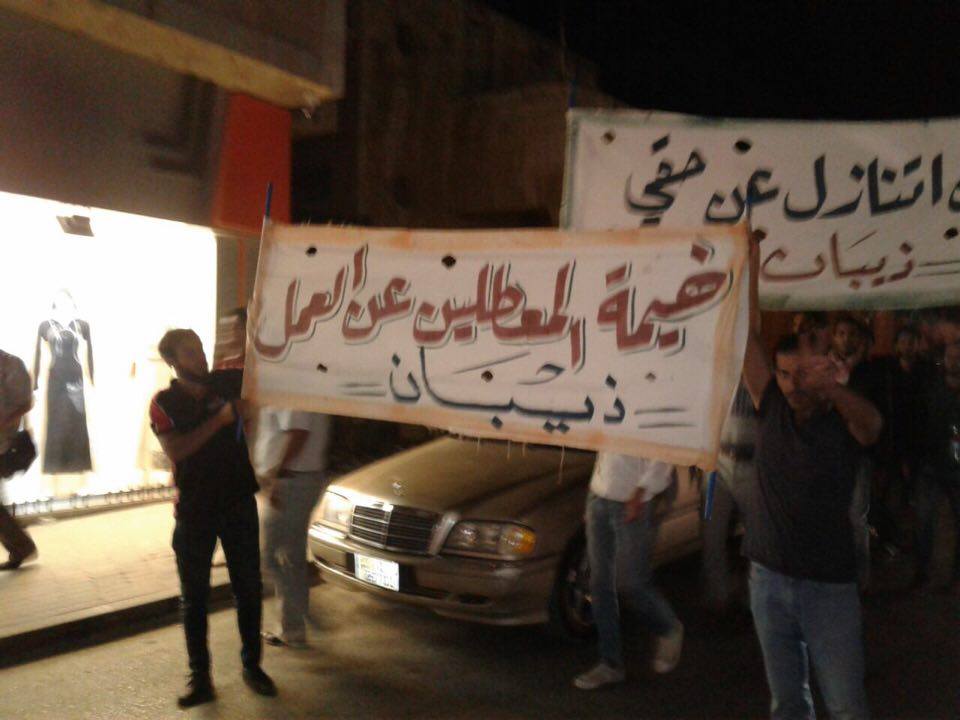 خيمة المعطلين عن العمل
= ذيبان =
اتنازل عن حقي
ذيبان =